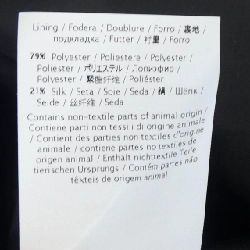 Lining / Fodera / Doublure / Forro / 裏地 /
подкладка / Futter / 村里 / Forro
79% Polyester / Poliestere / Polyester /
Poliester / ポリエステル /
Polyester / 聚酯纤维 / Poliéster
21% Silk / Seta / Soie / Seda / 絹 / Шелк /
Seide / 丝纤维 / Seda
Contains non-textile parts of animal origin /
Contiene parti non tessili di origine animale
/ Contient des parties non textiles d'origine
animale / contiene partes no textiles de
origen animal / Enthält nichttextile Teile
tierischen Ursprungs / Contém partes não
têxteis de origem animal